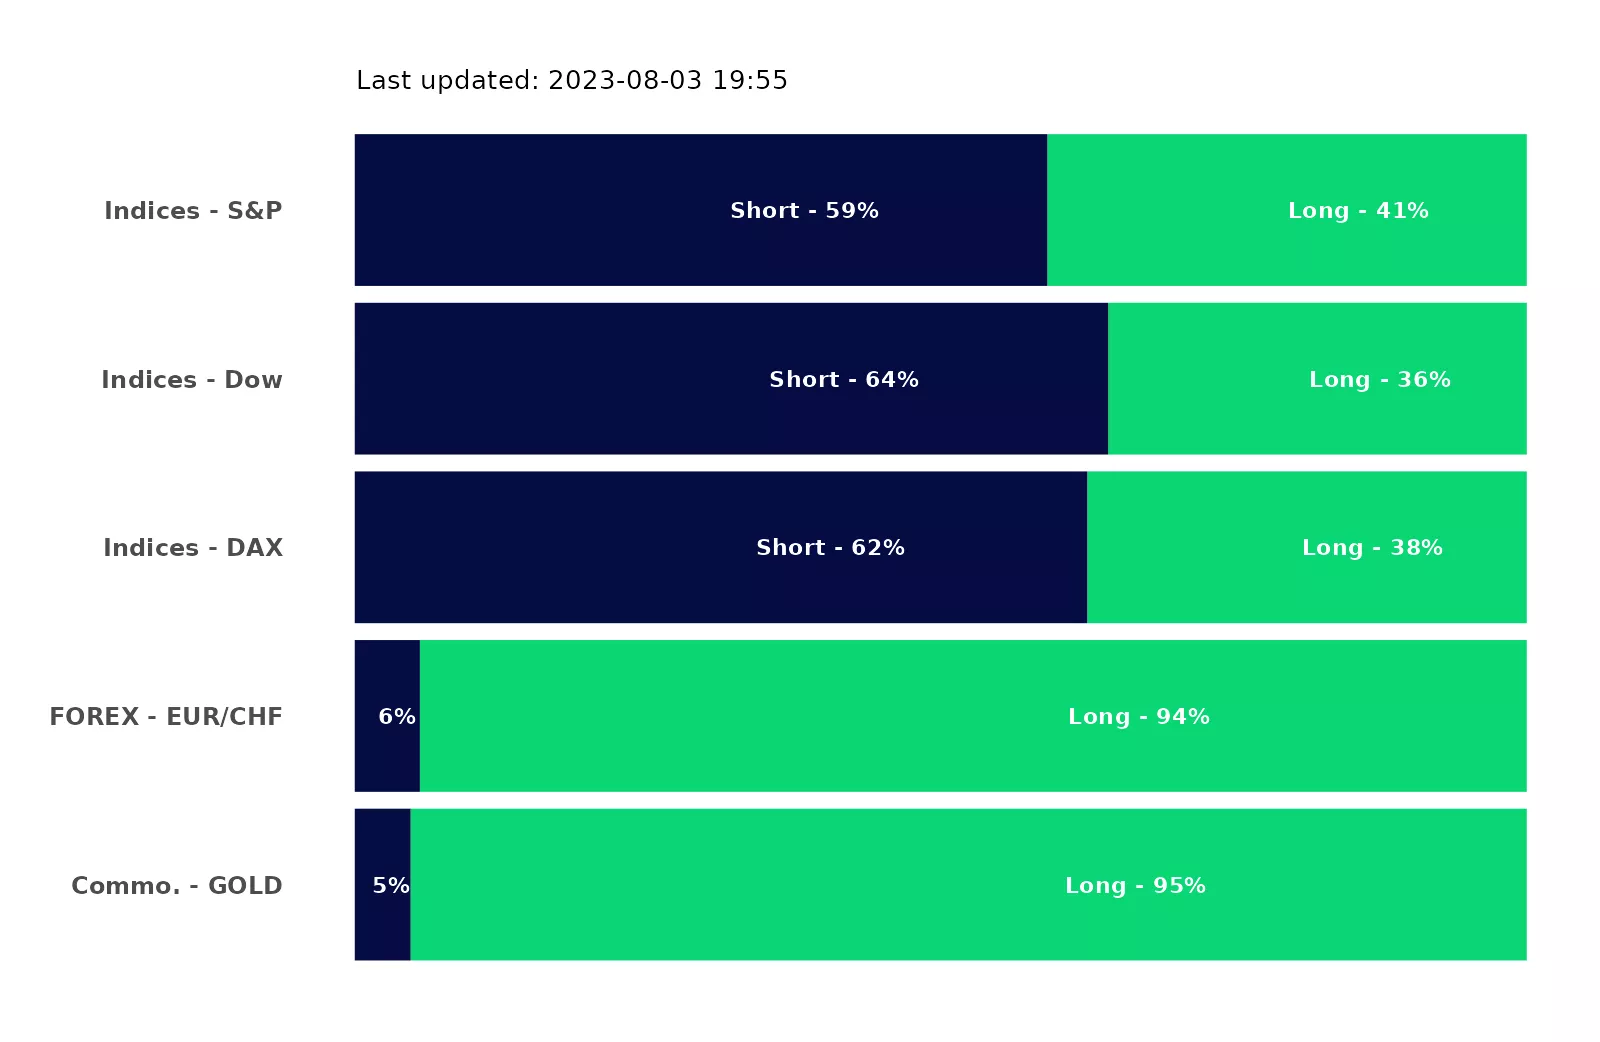 Last updated: 2023-08-03 19:55
Indices - S&P Short - 59% Long - 41%
Indices - Dow Short - 64% Long - 36%
Indices - DAX Short - 62% Long - 38%
FOREX - EUR/CHF 6% Long - 94%
Commo. - GOLD 5% Long - 95%